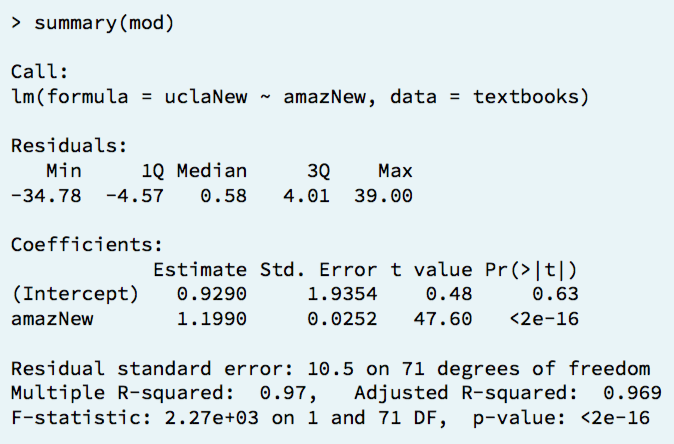 > summary(mod)
Call:
lm(formula = uclaNew ~ amazNew, data = textbooks)
Residuals:
Min 1Q Median 3Q Max
-34.78 -4.57 0.58 4.01 39.00
Coefficients:
Estimate Std. Error t value Pr(>|t|)
(Intercept) 0.9290 1.9354 0.48 0.63
amazNew 1.1990 0.0252 47.60 <2e-16
Residual standard error: 10.5 on 71 degrees of freedom
Multiple R-squared: 0.97, Adjusted R-squared: 0.969
F-statistic: 2.27e+03 on 1 and 71 DF, p-value: <2e-16